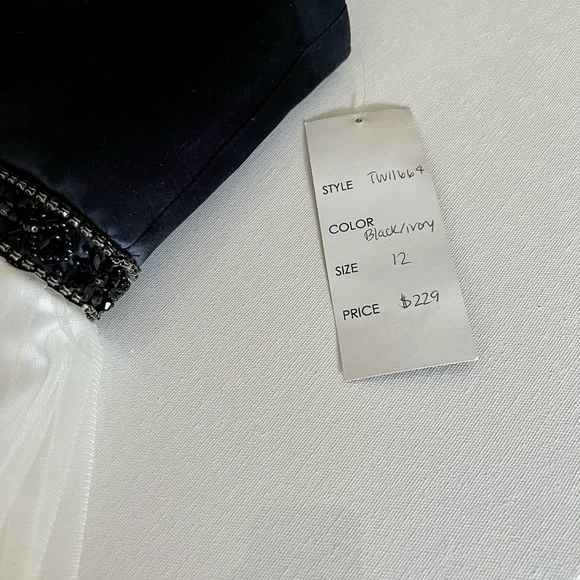 STYLE TW11664
COLOR Black/ivory
SIZE 12
PRICE $229